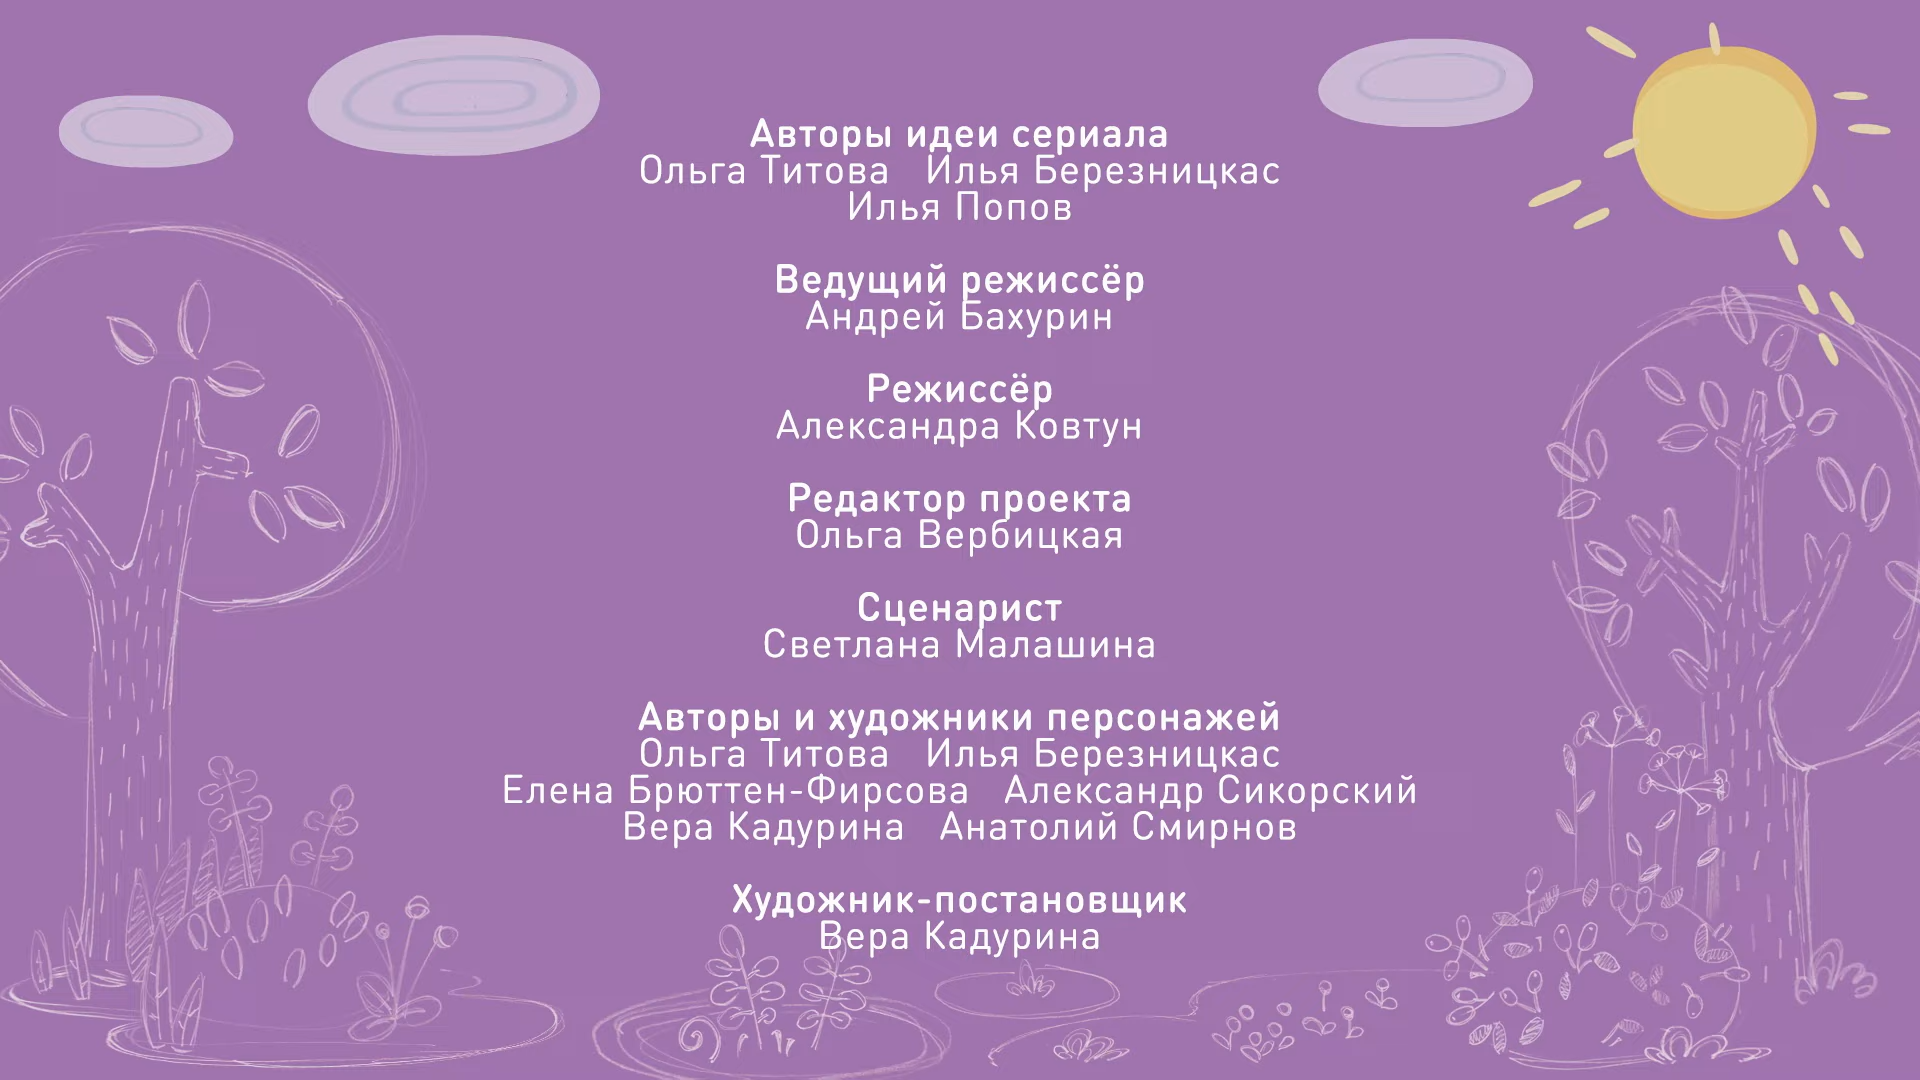 Авторы идеи сериала
Ольга Титова Илья Березницкас
Илья Попов
Ведущий режиссёр
Андрей Бахурин
Режиссёр
Александра Ковтун
Редактор проекта
Ольга Вербицкая
Сценарист
Светлана Малашина
Авторы и художники персонажей
Ольга Титова Илья Березницкас
Елена Брюттен-Фирсова Александр Сикорский
Вера Кадурина Анатолий Смирнов
Художник-постановщик
Вера Кадурина